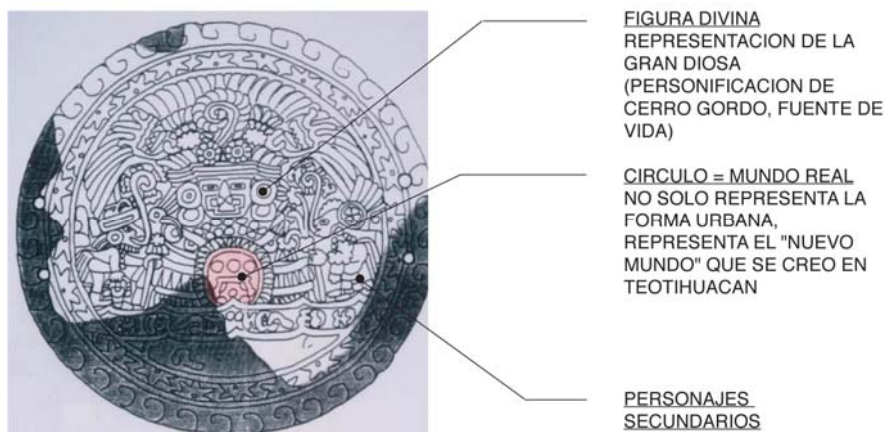 FIGURA DIVINA
REPRESENTACION DE LA
GRAN DIOSA
(PERSONIFICACION DE
CERRO GORDO, FUENTE DE
VIDA)
CIRCULO = MUNDO REAL
NO SOLO REPRESENTA LA
FORMA URBANA,
REPRESENTA EL "NUEVO
MUNDO" QUE SE CREO EN
TEOTIHUACAN
PERSONAJES
SECUNDARIOS